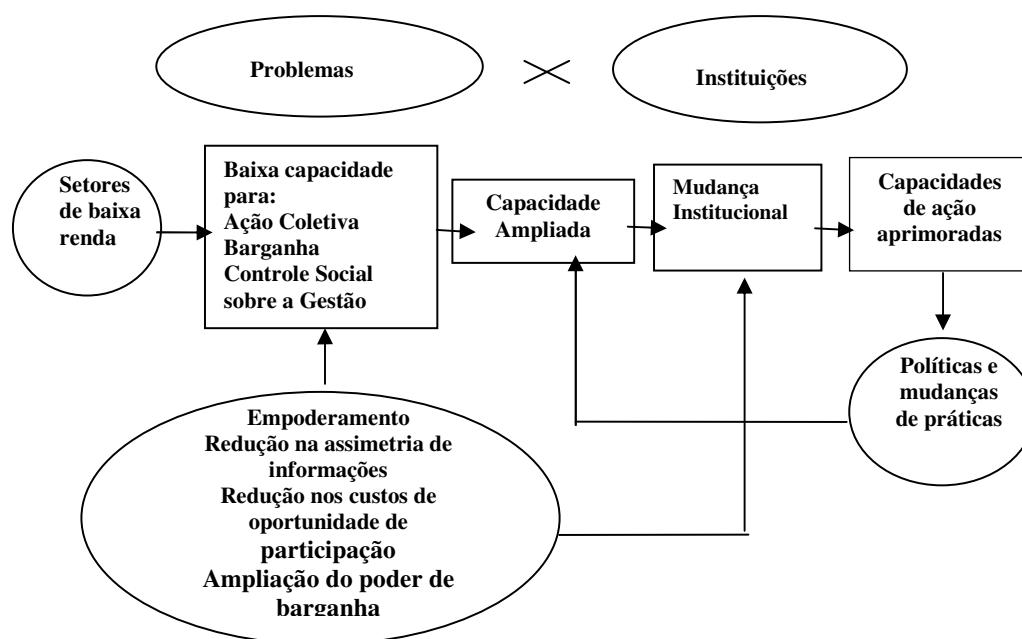 Problemas
Instituições
Setores
de baixa
renda
Baixa capacidade
para:
Ação Coletiva
Barganha
Controle Social
sobre a Gestão
Capacidade
Ampliada
Mudança
Institucional
Capacidades
de ação
aprimoradas
Políticas e
mudanças
de práticas
Empoderamento
Redução na assimetria de
informações
Redução nos custos de
oportunidade de
participação
Ampliação do poder de
barganha